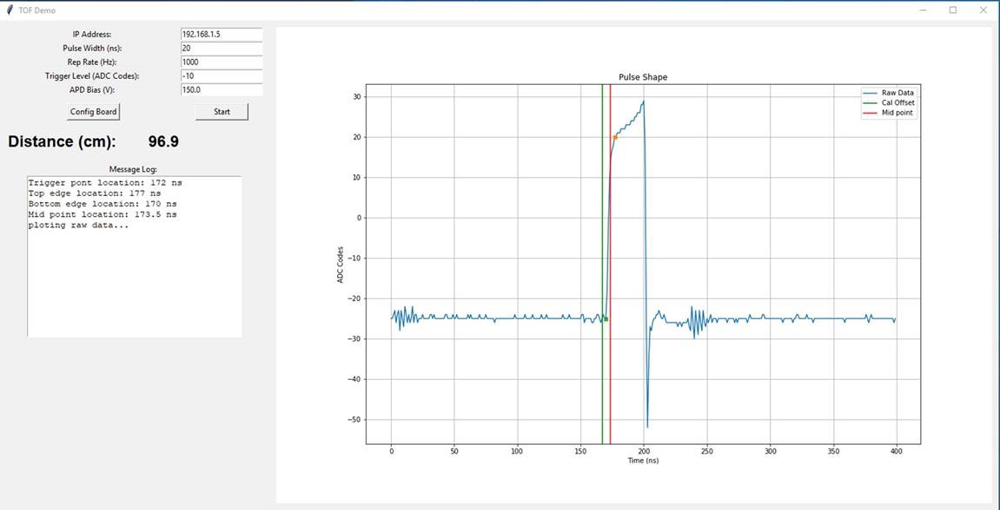 TOF Demo
IP Address: 192.168.1.5
Pulse Width (ns): 20
Rep Rate (Hz): 1000
Trigger Level (ADC Codes): -10
APD Bias (V): 150.0
Config Board Start
Distance (cm): 96.9
Message Log:
Trigger pont location: 172 ns
Top edge location: 177 ns
Bottom edge location: 170 ns
Mid point location: 173.5 ns
ploting raw data...
Pulse Shape
Raw Data
Cal Offset
Mid point
30
20
10
0
−10
−20
−30
−40
−50
ADC Codes
0 50 100 150 200 250 300 350 400
Time (ns)